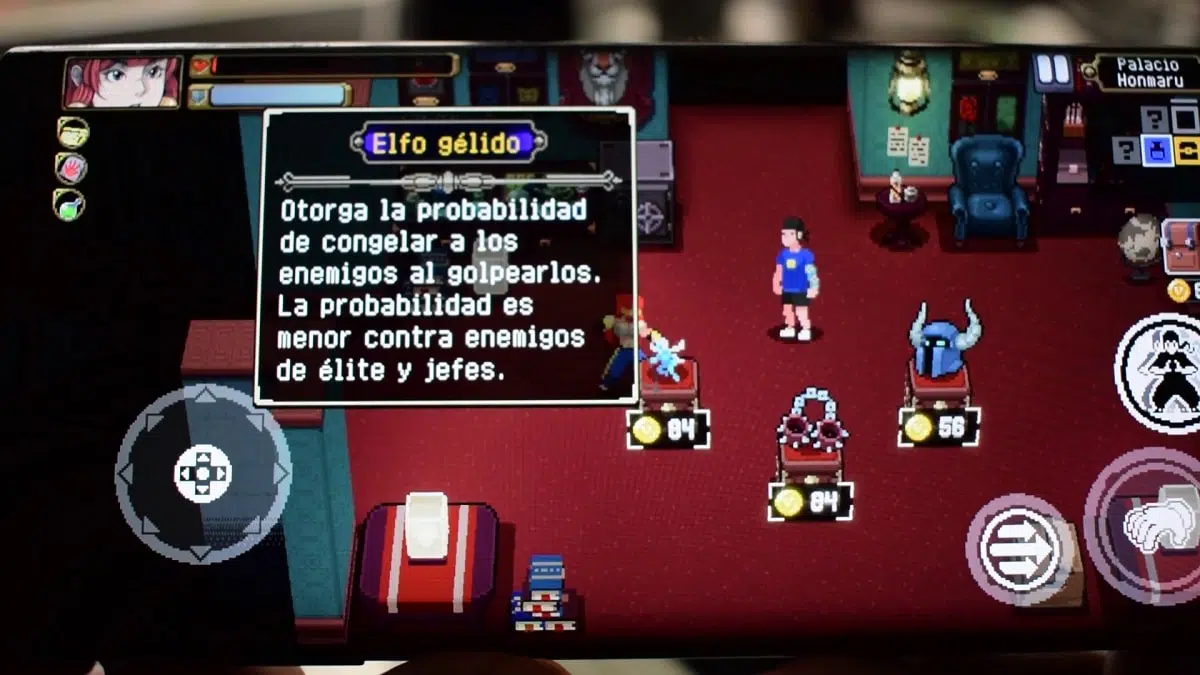 Palacio
Honmaru
Elfo gélido
Otorga la probabilidad
de congelar a los
enemigos al golpearlos.
La probabilidad es
menor contra enemigos
de élite y jefes.
?
?
84
56
84